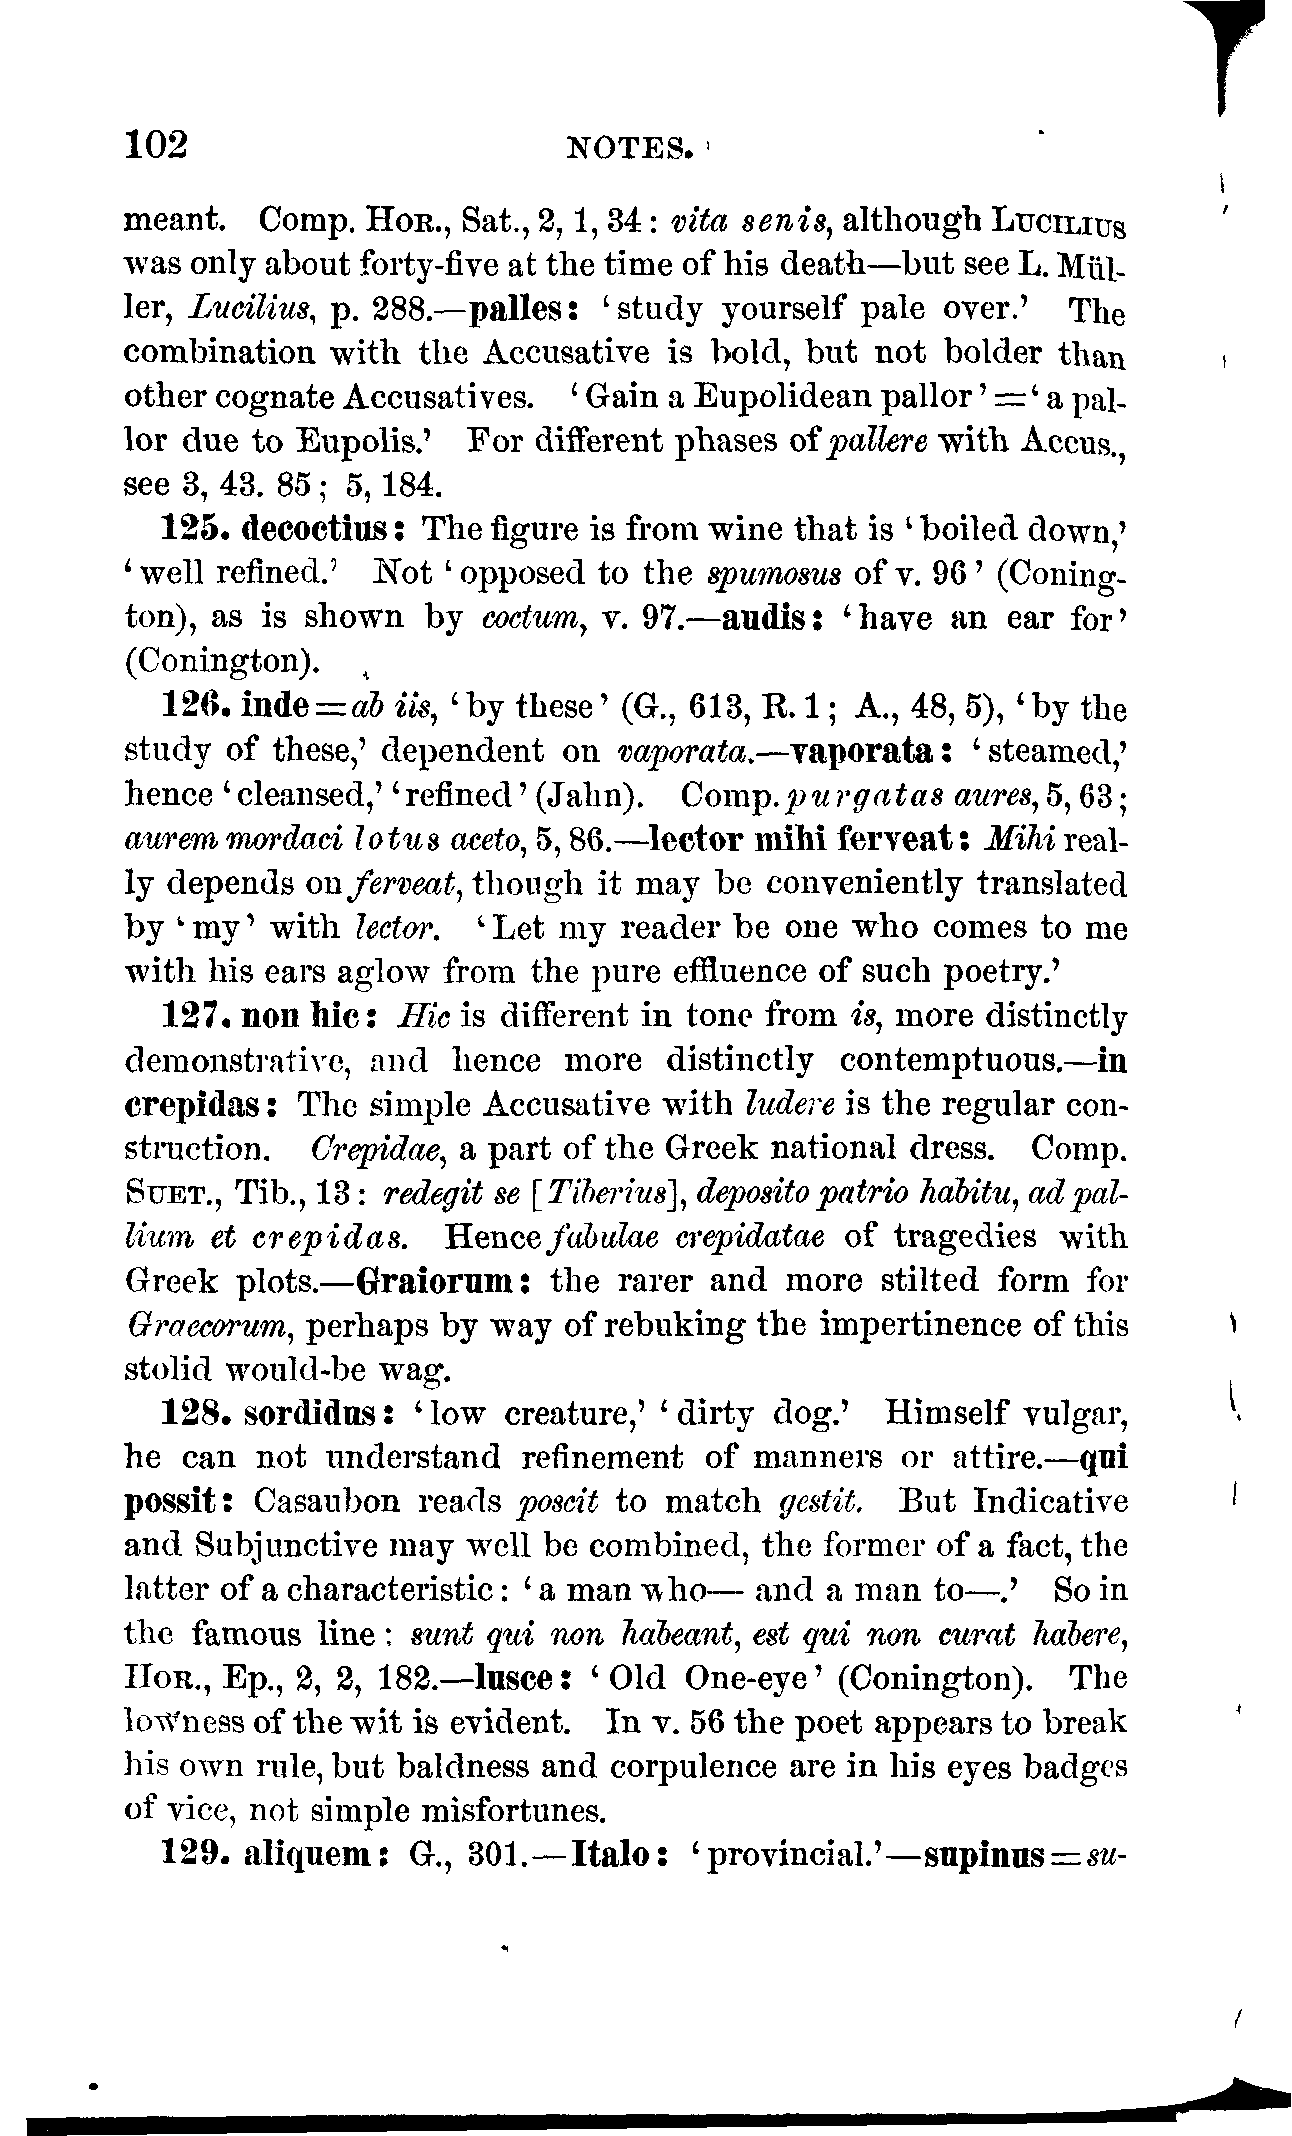 102 NOTES.
meant. Comp. HOR., Sat., 2, 1, 34: vita senis, although LUCILIUS
was only about forty-five at the time of his death—but see L. Mül-
ler, Lucilius, p. 288.—palles: ‘study yourself pale over.’ The
combination with the Accusative is bold, but not bolder than
other cognate Accusatives. ‘Gain a Eupolidean pallor’=‘a pal-
lor due to Eupolis.’ For different phases of pallere with Accus.,
see 3, 43. 85; 5, 184.
125. decoctius: The figure is from wine that is ‘boiled down,’
‘well refined.’ Not ‘opposed to the spumosus of v. 96’ (Coning-
ton), as is shown by coctum, v. 97.—audis: ‘have an ear for’
(Conington).
126. inde=ab iis, ‘by these’ (G., 613, R. 1; A., 48, 5), ‘by the
study of these,’ dependent on vaporata.—vaporata: ‘steamed,’
hence ‘cleansed,’ ‘refined’ (Jahn). Comp. purgatas aures, 5, 63;
aurem mordaci lotus aceto, 5, 86.—lector mihi ferveat: Mihi real-
ly depends on ferveat, though it may be conveniently translated
by ‘my’ with lector. ‘Let my reader be one who comes to me
with his ears aglow from the pure effluence of such poetry.’
127. non hic: Hic is different in tone from is, more distinctly
demonstrative, and hence more distinctly contemptuous.—in
crepidas: The simple Accusative with ludere is the regular con-
struction. Crepidae, a part of the Greek national dress. Comp.
SUET., Tib., 13: redegit se [Tiberius], deposito patrio habitu, ad pal-
lium et crepidas. Hence fabulae crepidatae of tragedies with
Greek plots.—Graiorum: the rarer and more stilted form for
Graecorum, perhaps by way of rebuking the impertinence of this
stolid would-be wag.
128. sordidus: ‘low creature,’ ‘dirty dog.’ Himself vulgar,
he can not understand refinement of manners or attire.—qui
possit: Casaubon reads poscit to match gestit. But Indicative
and Subjunctive may well be combined, the former of a fact, the
latter of a characteristic: ‘a man who— and a man to—.’ So in
the famous line: sunt qui non habeant, est qui non curat habere,
HOR., Ep., 2, 2, 182.—lusce: ‘Old One-eye’ (Conington). The
lowness of the wit is evident. In v. 56 the poet appears to break
his own rule, but baldness and corpulence are in his eyes badges
of vice, not simple misfortunes.
129. aliquem: G., 301.—Italo: ‘provincial.’—supinus=su-